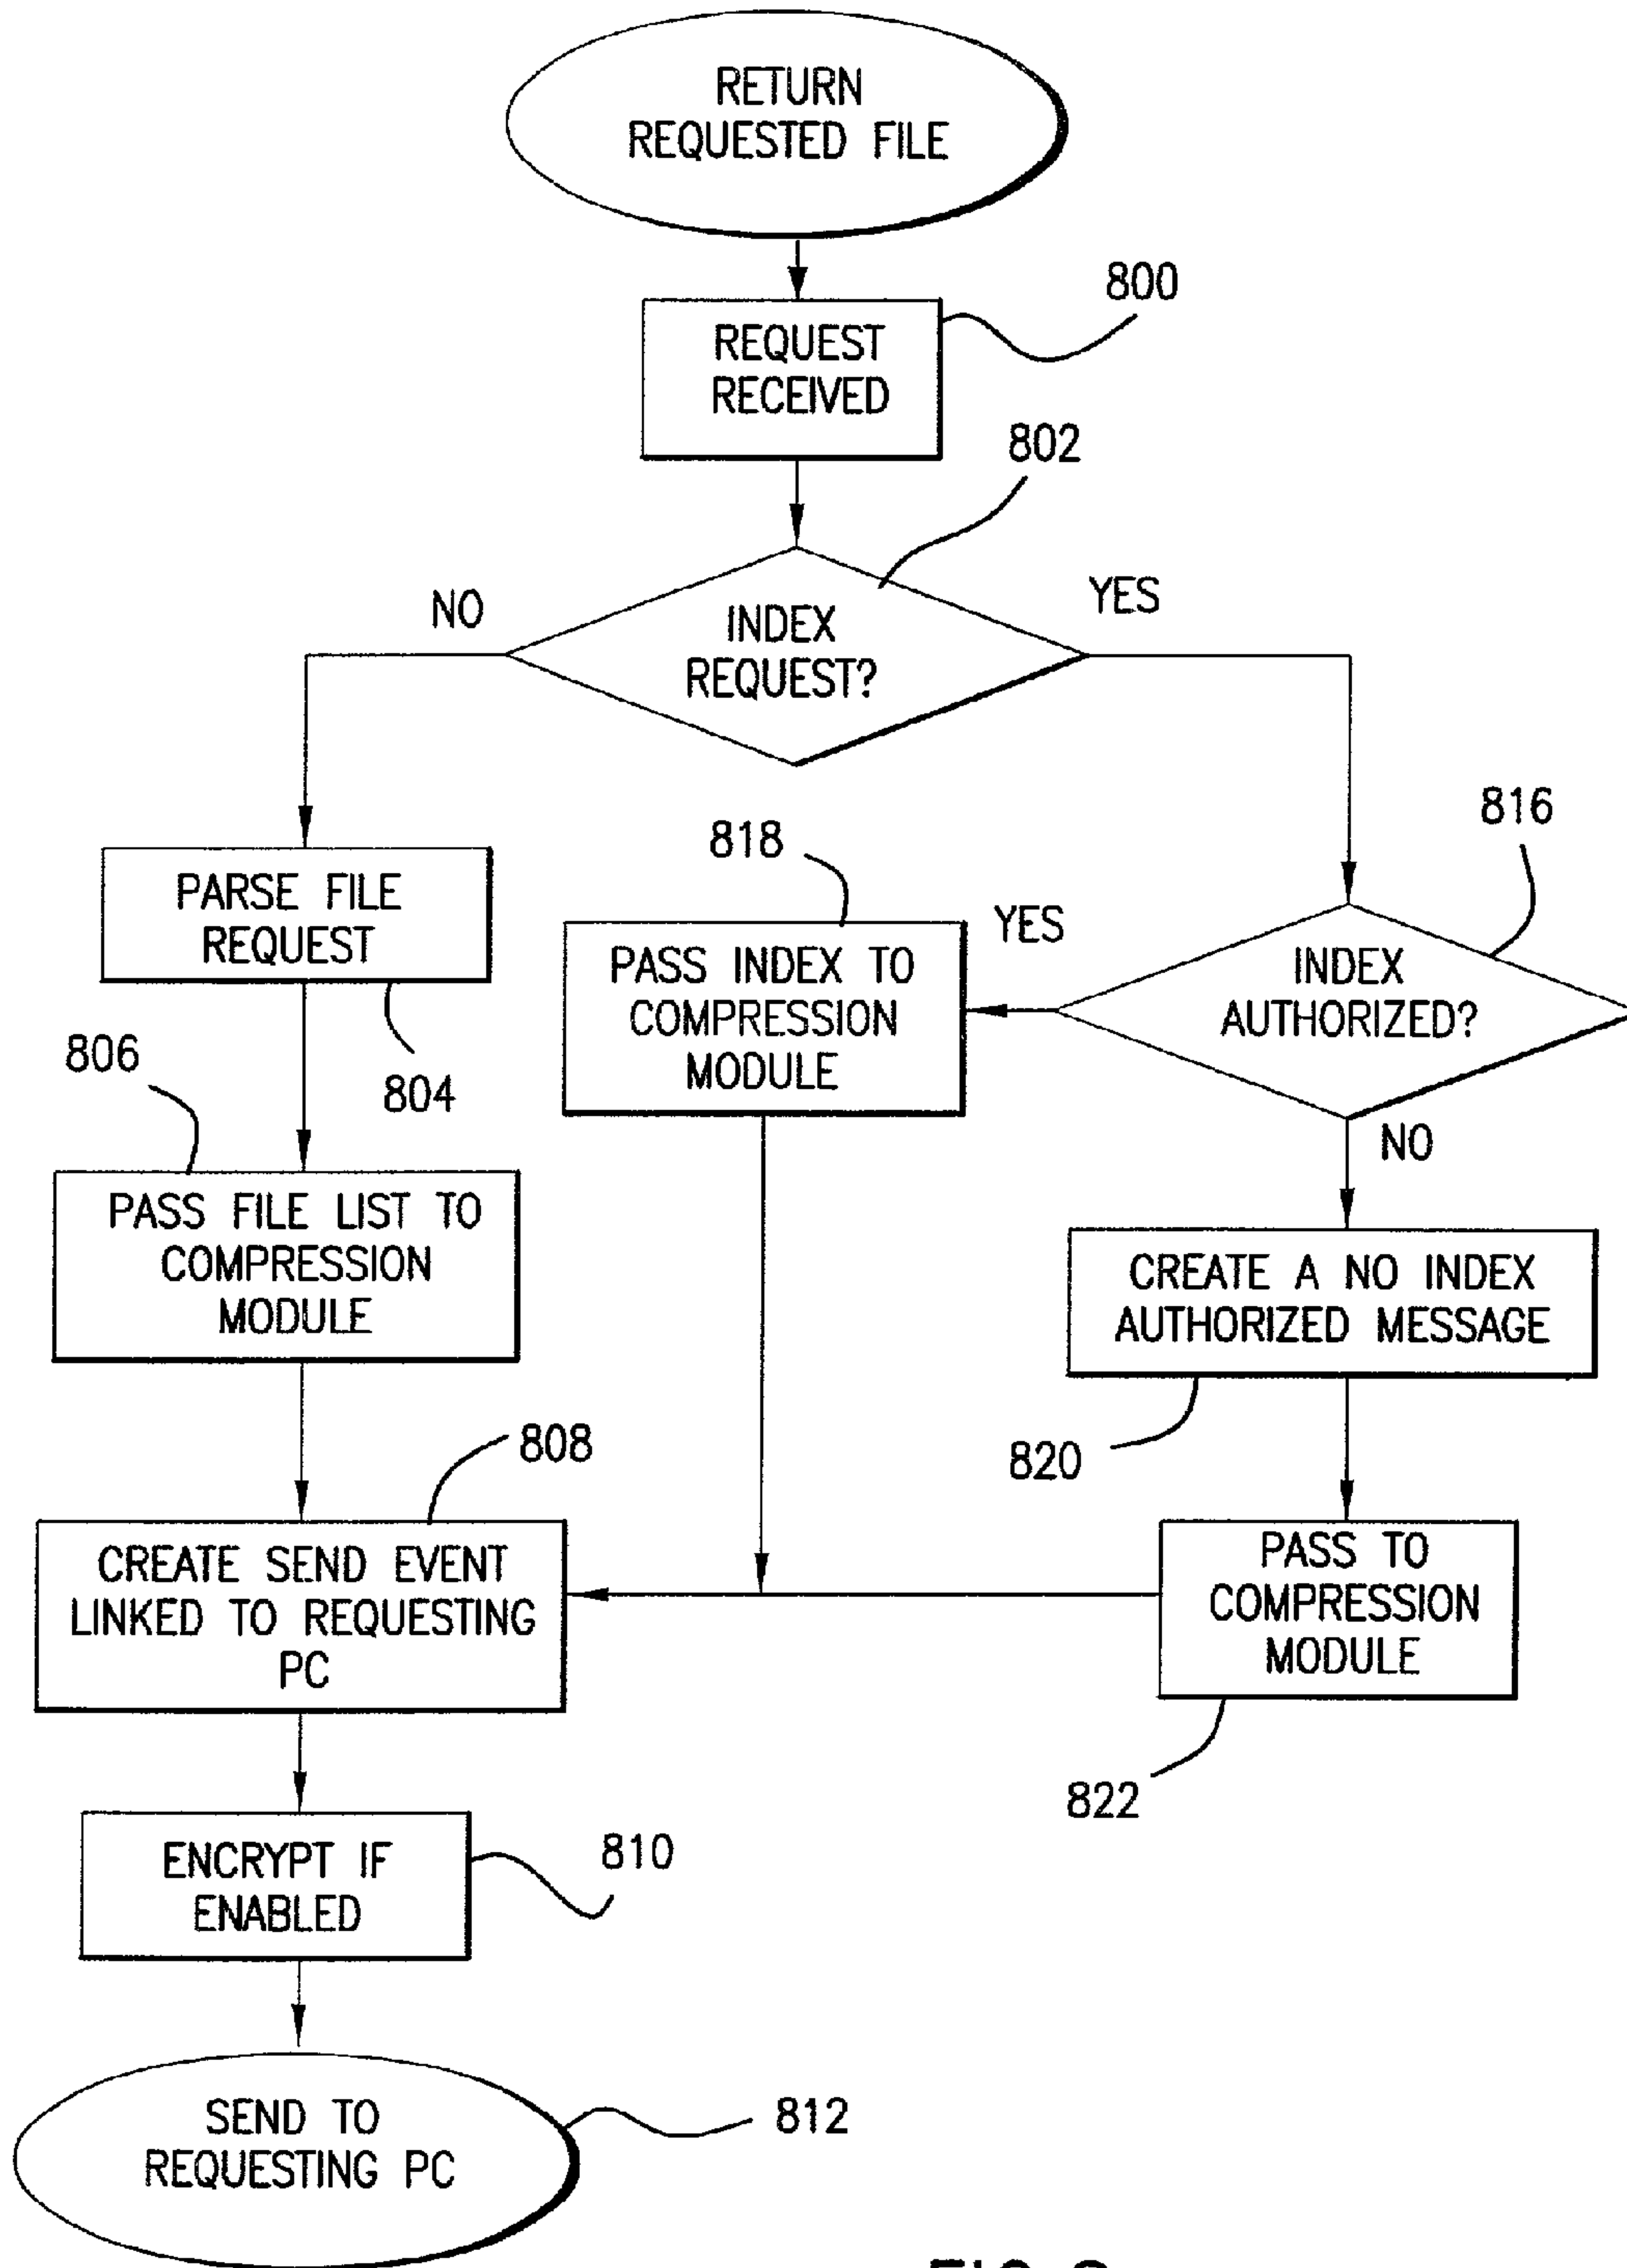 RETURN
REQUESTED FILE
800
REQUEST
RECEIVED
802
NO
YES
INDEX
REQUEST?
816
818
PARSE FILE
REQUEST
804
YES
PASS INDEX TO
COMPRESSION
MODULE
INDEX
AUTHORIZED?
NO
806
PASS FILE LIST TO
COMPRESSION
MODULE
CREATE A NO INDEX
AUTHORIZED MESSAGE
820
808
CREATE SEND EVENT
LINKED TO REQUESTING
PC
PASS TO
COMPRESSION
MODULE
822
ENCRYPT IF
ENABLED
810
SEND TO
REQUESTING PC
812